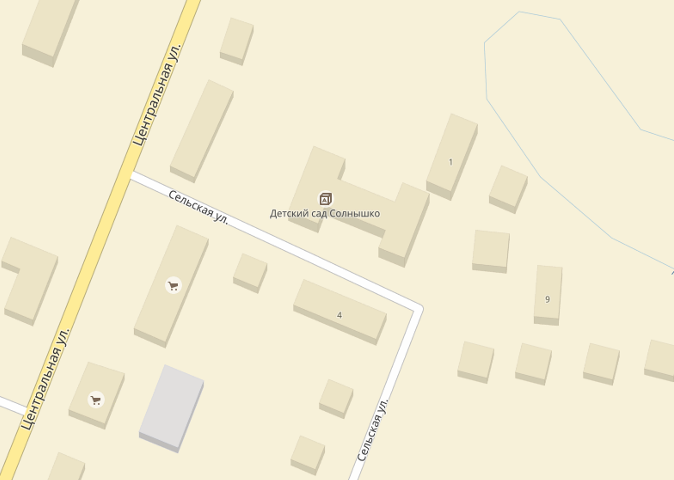 Центральная ул.
1
Сельская ул.
Детский сад Солнышко
9
4
Центральная ул.
Сельская ул.